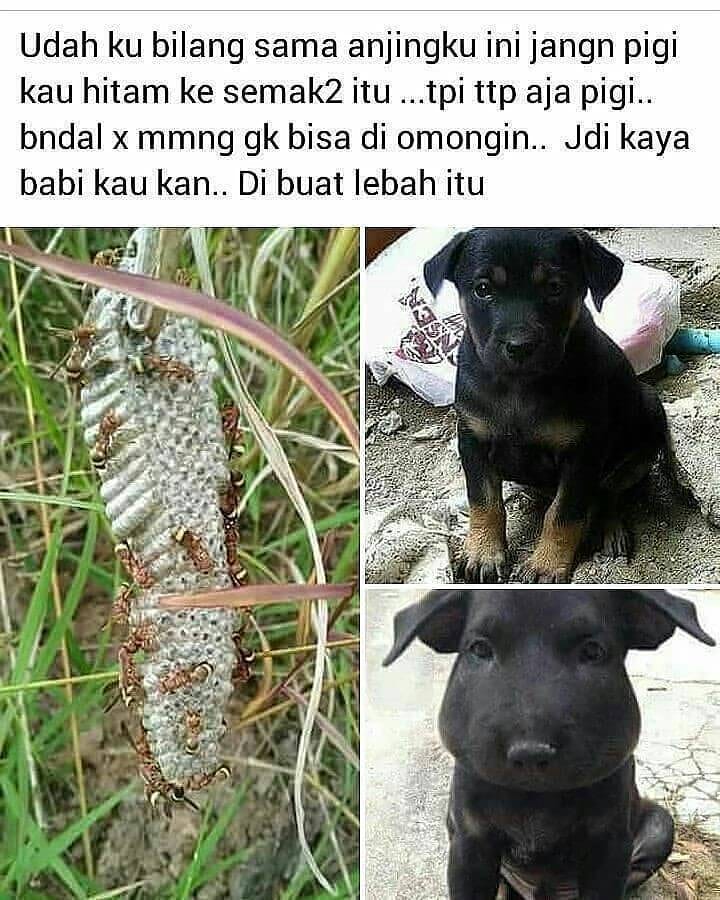 Udah ku bilang sama anjingku ini jangn pigi
kau hitam ke semak2 itu ...tpi ttp aja pigi..
bndal x mmng gk bisa di omongin.. Jdi kaya
babi kau kan.. Di buat lebah itu